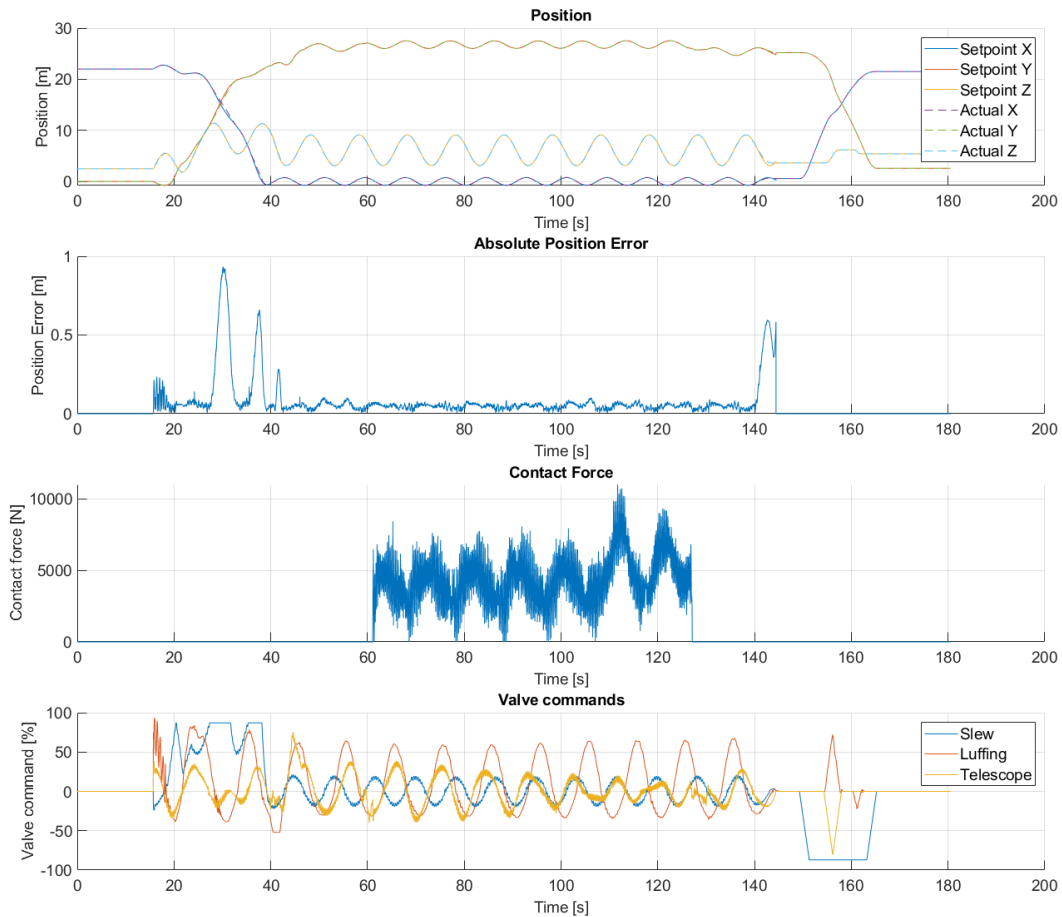 Position
30
20
10
0
Position [m]
Setpoint X
Setpoint Y
Setpoint Z
Actual X
Actual Y
Actual Z
0 20 40 60 80 100 120 140 160 180 200
Time [s]
Absolute Position Error
1
0.5
0
Position Error [m]
0 20 40 60 80 100 120 140 160 180 200
Time [s]
Contact Force
10000
5000
0
Contact force [N]
0 20 40 60 80 100 120 140 160 180 200
Time [s]
Valve commands
100
50
0
-50
-100
Valve command [%]
Slew
Luffing
Telescope
0 20 40 60 80 100 120 140 160 180 200
Time [s]